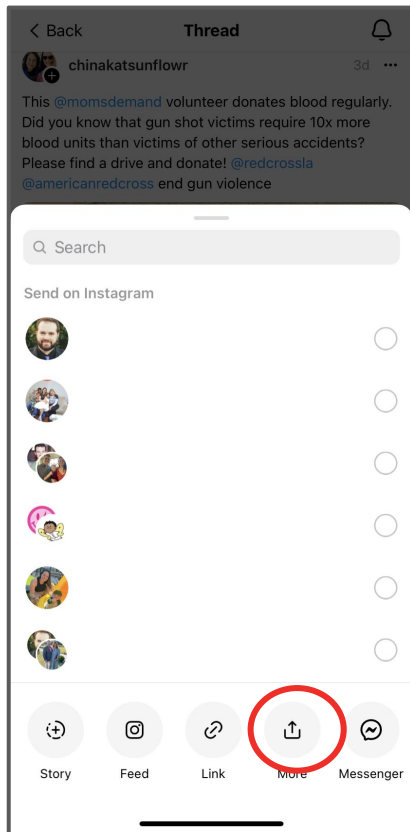 Back Thread
chinakatsunflowr 3d
This @momsdemand volunteer donates blood regularly.
Did you know that gun shot victims require 10x more
blood units than victims of other serious accidents?
Please find a drive and donate! @redcrossla
@americanredcross end gun violence
Search
Send on Instagram
Story Feed Link More Messenger